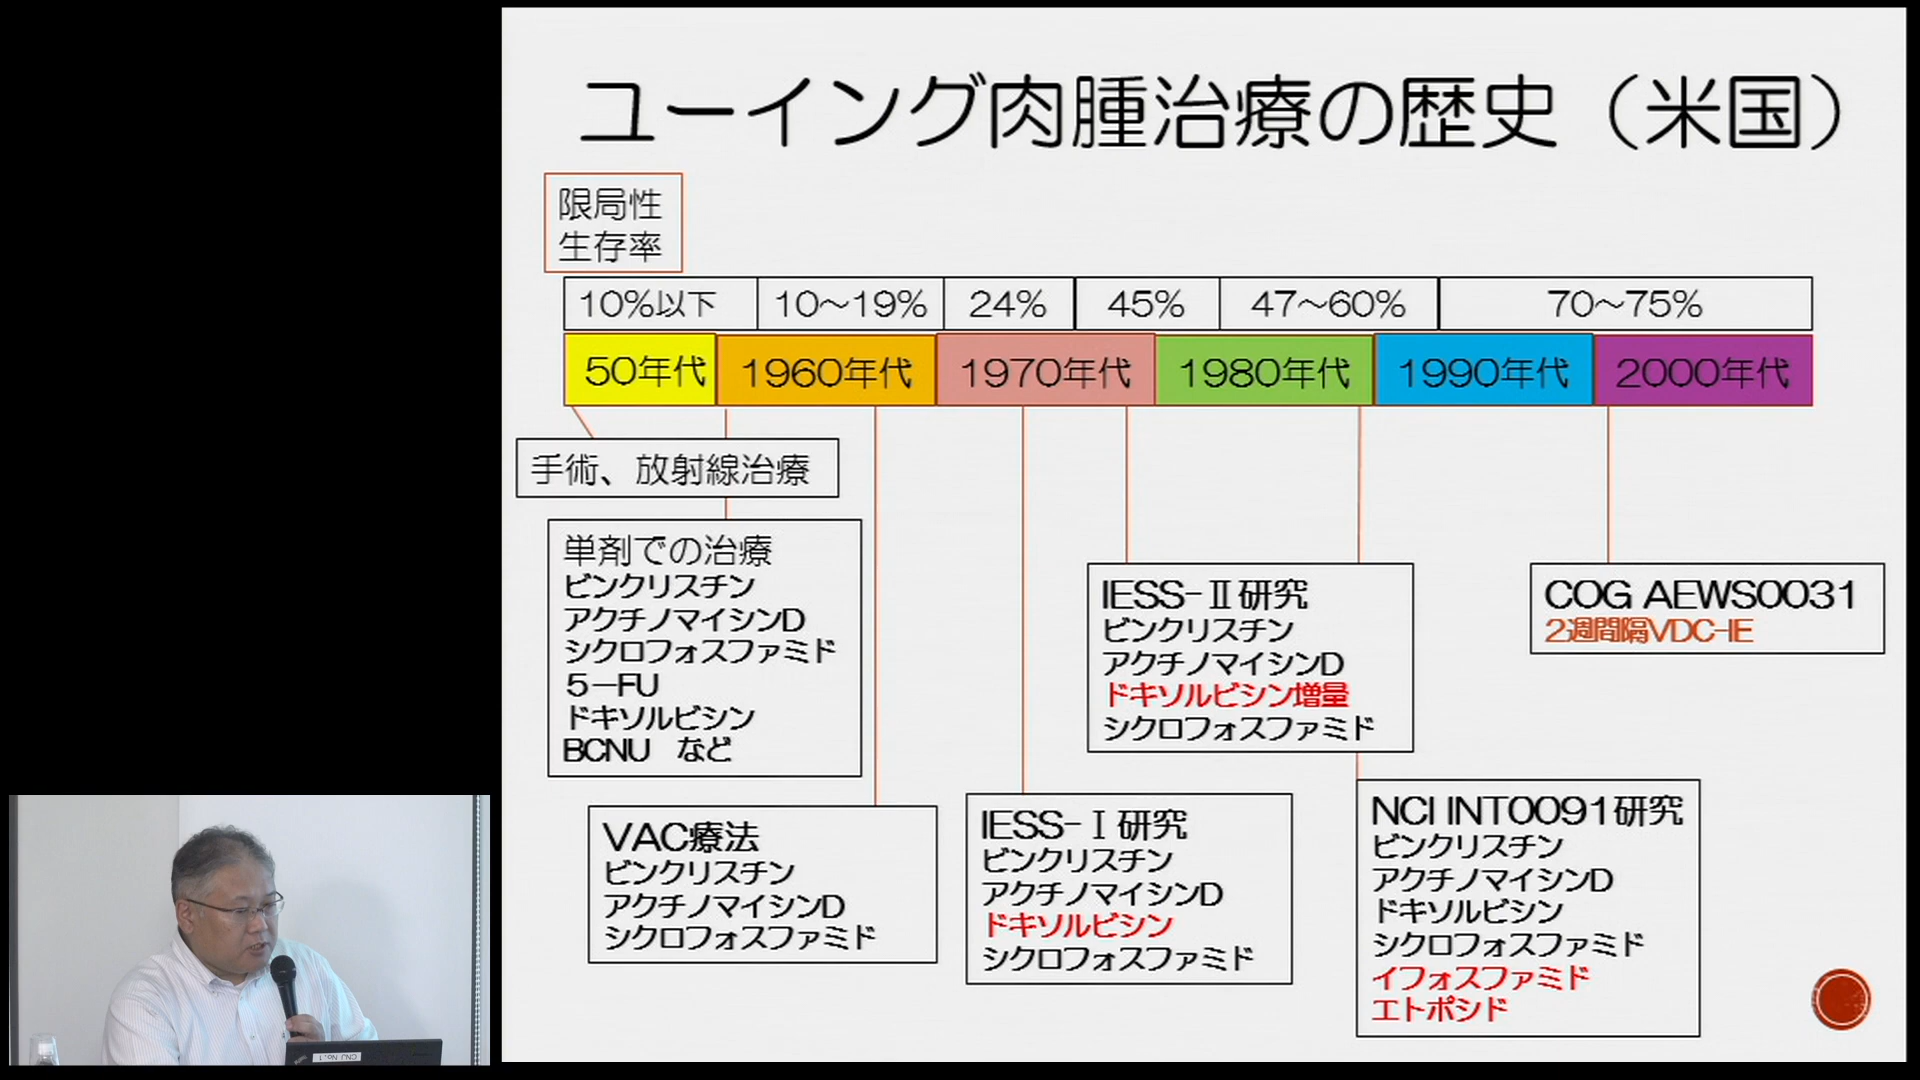 ユーイング肉腫治療の歴史（米国）
限局性
生存率
10%以下 10～19% 24% 45% 47～60% 70～75%
50年代 1960年代 1970年代 1980年代 1990年代 2000年代
手術、放射線治療
単剤での治療
ビンクリスチン
アクチノマイシンD
シクロフォスファミド
5－FU
ドキソルビシン
BCNU など
VAC療法
ビンクリスチン
アクチノマイシンD
シクロフォスファミド
IESS-Ⅰ研究
ビンクリスチン
アクチノマイシンD
ドキソルビシン
シクロフォスファミド
IESS-Ⅱ研究
ビンクリスチン
アクチノマイシンD
ドキソルビシン増量
シクロフォスファミド
NCI INT0091研究
ビンクリスチン
アクチノマイシンD
ドキソルビシン
シクロフォスファミド
イフォスファミド
エトポシド
COG AEWS0031
2週間隔VDC-IE
CNJ No.1